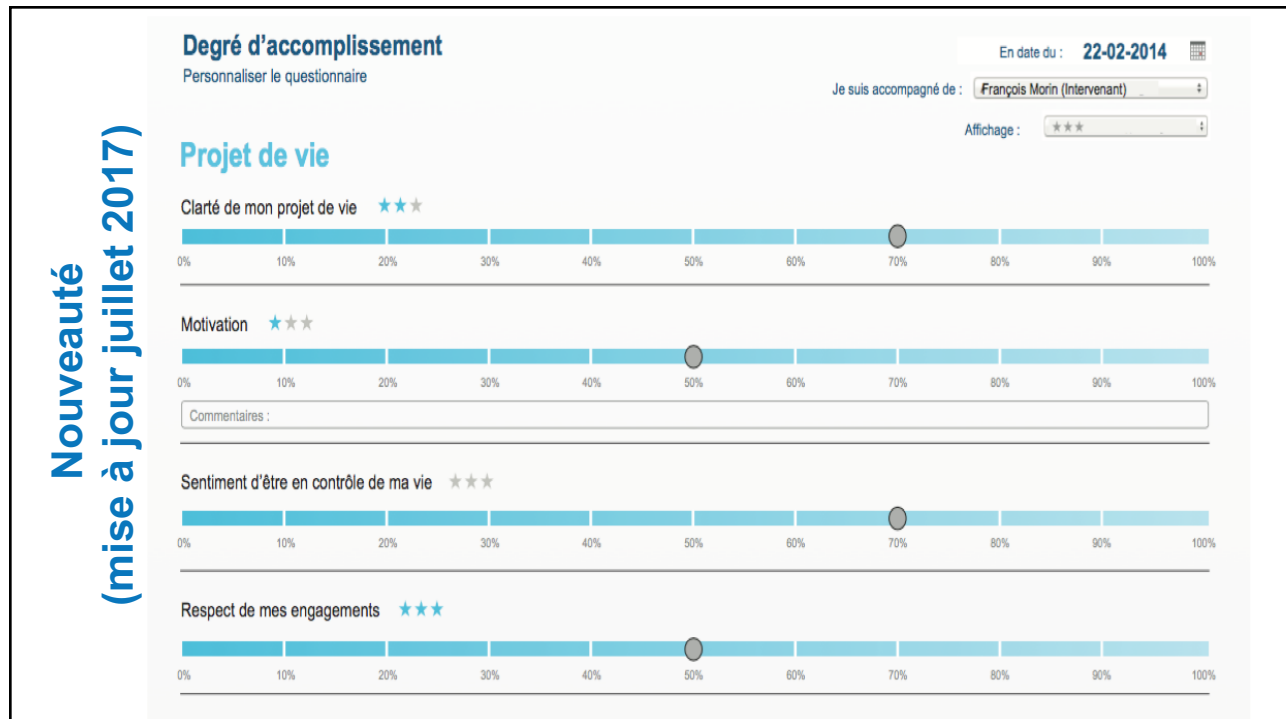 Nouveauté
(mise à jour juillet 2017)
Degré d'accomplissement
Personnaliser le questionnaire
En date du : 22-02-2014
Je suis accompagné de : François Morin (Intervenant)
Affichage : ★★★
Projet de vie
Clarté de mon projet de vie ★★★
0% 10% 20% 30% 40% 50% 60% 70% 80% 90% 100%
Motivation ★★★
0% 10% 20% 30% 40% 50% 60% 70% 80% 90% 100%
Commentaires :
Sentiment d'être en contrôle de ma vie ★★★
0% 10% 20% 30% 40% 50% 60% 70% 80% 90% 100%
Respect de mes engagements ★★★
0% 10% 20% 30% 40% 50% 60% 70% 80% 90% 100%